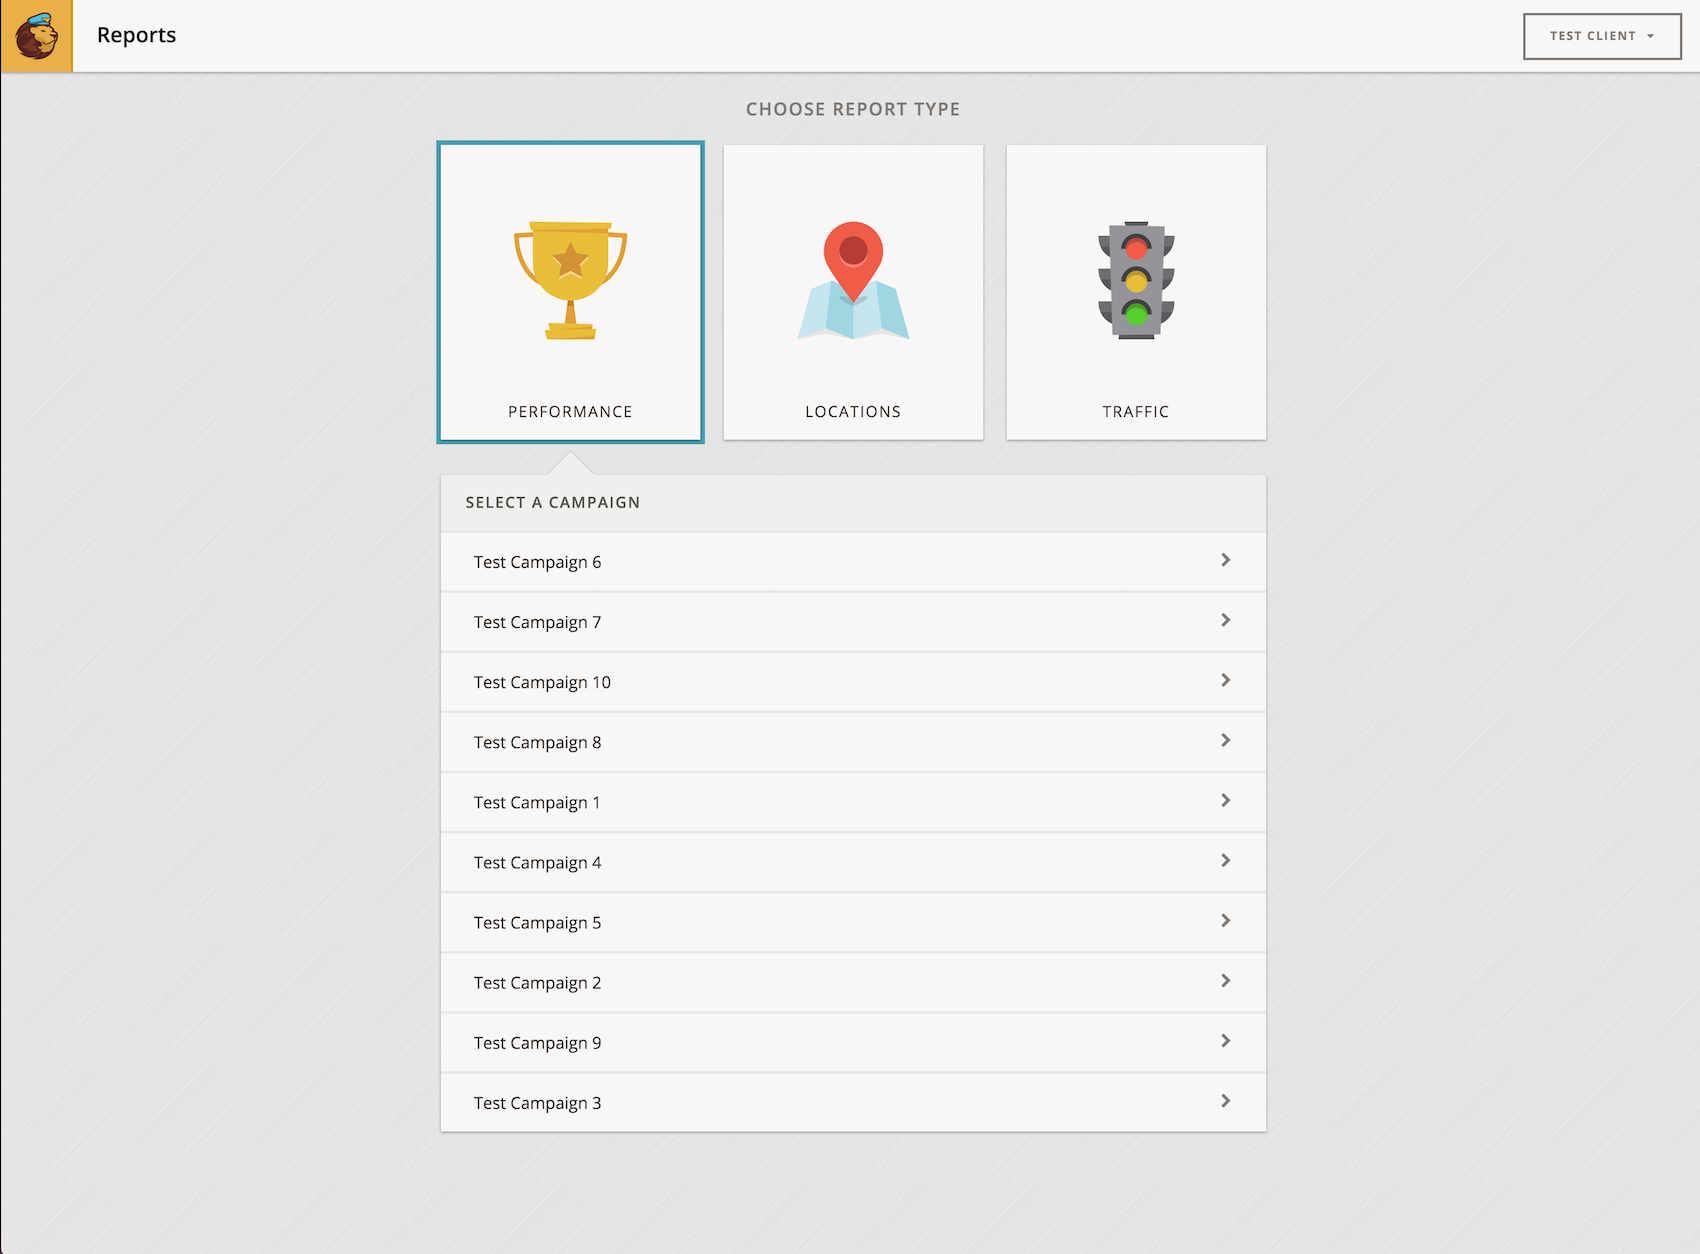 Reports
TEST CLIENT
CHOOSE REPORT TYPE
PERFORMANCE
LOCATIONS
TRAFFIC
SELECT A CAMPAIGN
Test Campaign 6
Test Campaign 7
Test Campaign 10
Test Campaign 8
Test Campaign 1
Test Campaign 4
Test Campaign 5
Test Campaign 2
Test Campaign 9
Test Campaign 3